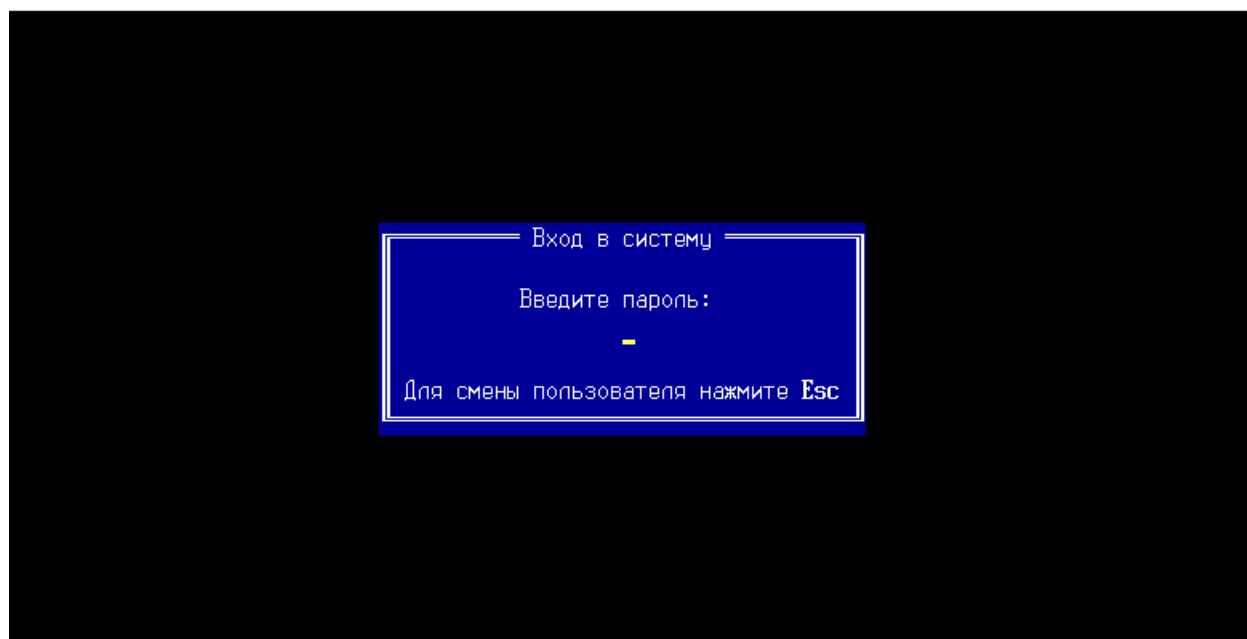 Вход в систему
Введите пароль:
Для смены пользователя нажмите Esc